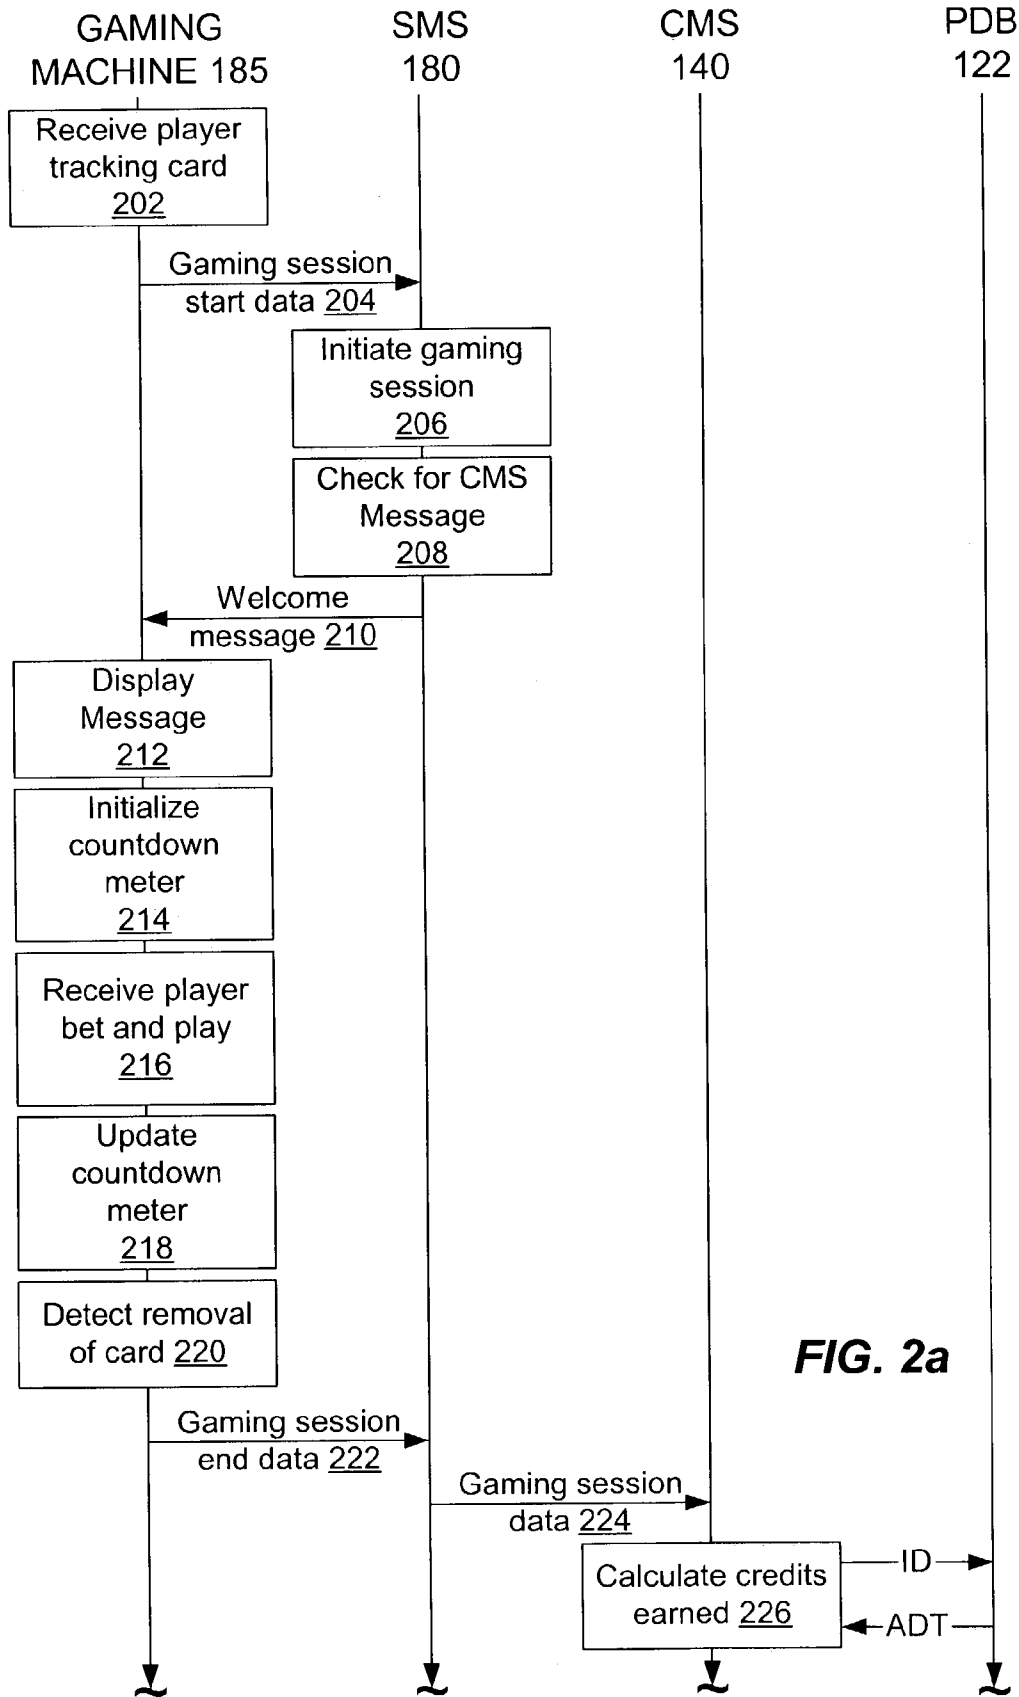 GAMING
MACHINE 185
SMS
180
CMS
140
PDB
122
Receive player
tracking card
202
Gaming session
start data 204
Initiate gaming
session
206
Check for CMS
Message
208
Welcome
message 210
Display
Message
212
Initialize
countdown
meter
214
Receive player
bet and play
216
Update
countdown
meter
218
Detect removal
of card 220
FIG. 2a
Gaming session
end data 222
Gaming session
data 224
Calculate credits
earned 226
ID
ADT